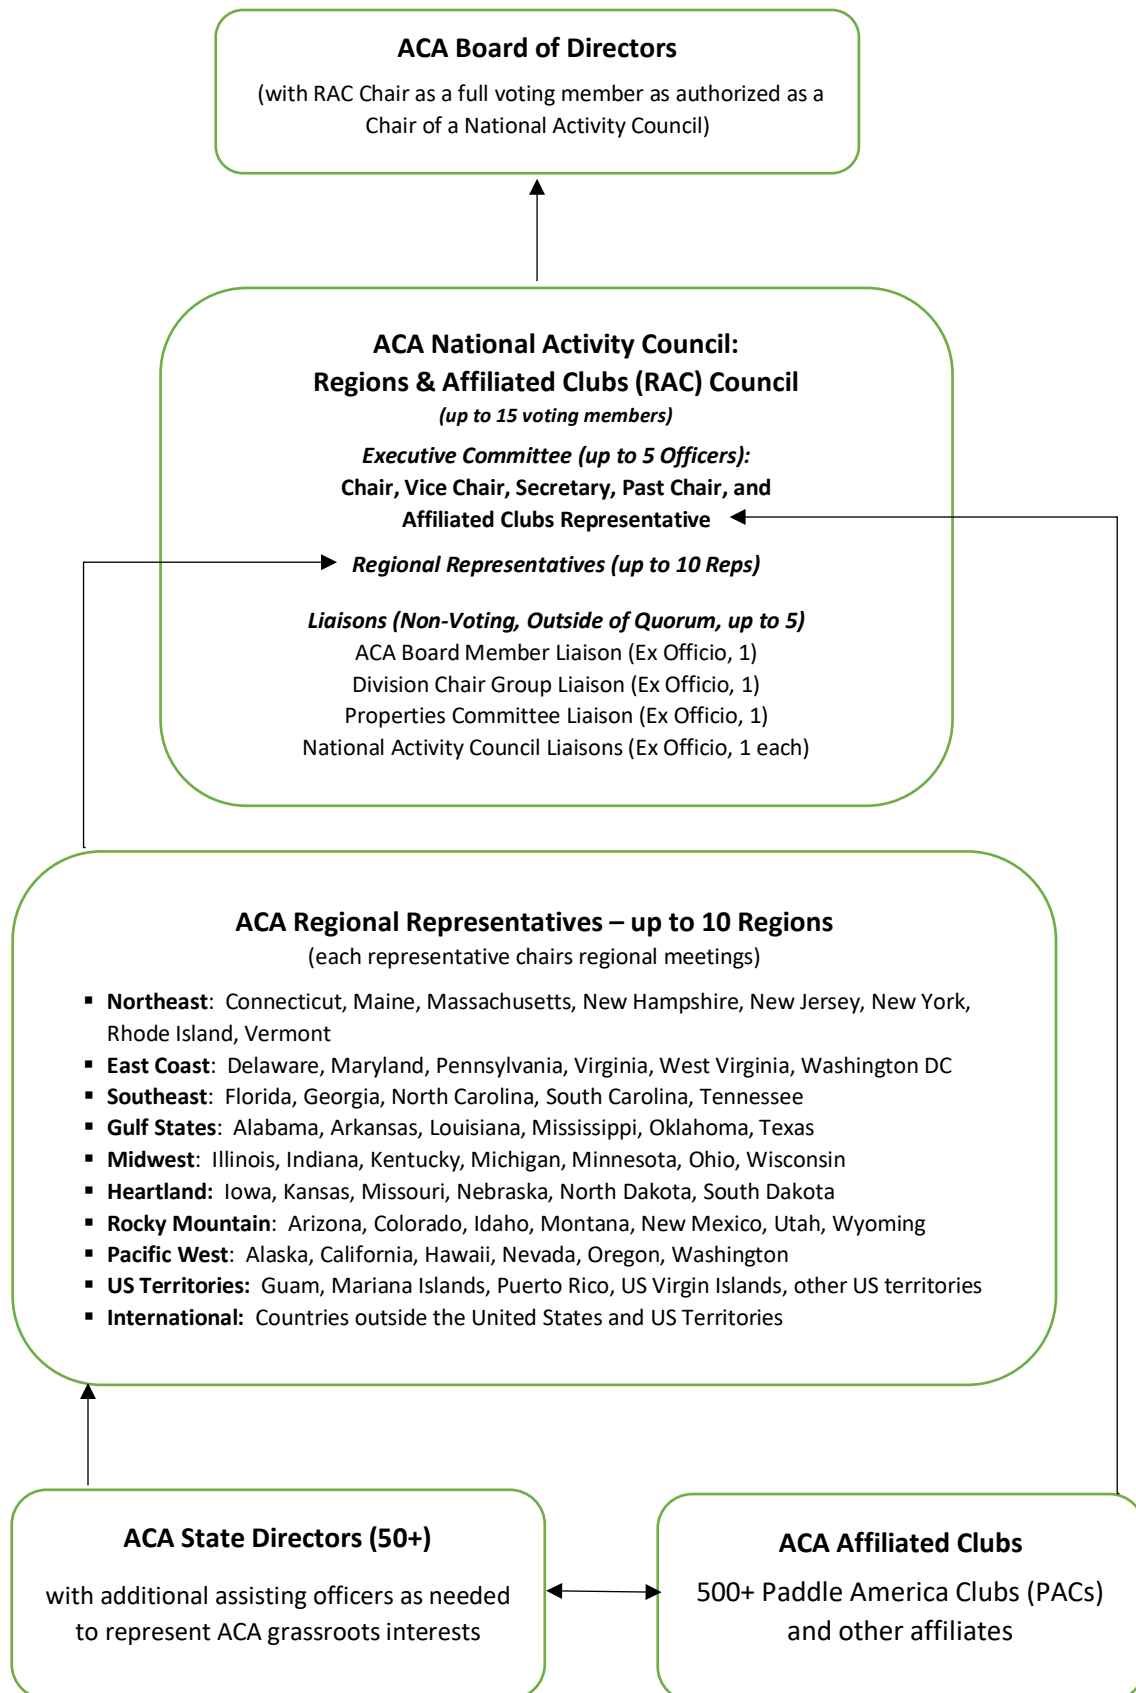 ACA Board of Directors
(with RAC Chair as a full voting member as authorized as a
Chair of a National Activity Council)
ACA National Activity Council:
Regions & Affiliated Clubs (RAC) Council
(up to 15 voting members)
Executive Committee (up to 5 Officers):
Chair, Vice Chair, Secretary, Past Chair, and
Affiliated Clubs Representative
Regional Representatives (up to 10 Reps)
Liaisons (Non-Voting, Outside of Quorum, up to 5)
ACA Board Member Liaison (Ex Officio, 1)
Division Chair Group Liaison (Ex Officio, 1)
Properties Committee Liaison (Ex Officio, 1)
National Activity Council Liaisons (Ex Officio, 1 each)
ACA Regional Representatives – up to 10 Regions
(each representative chairs regional meetings)
▪ Northeast: Connecticut, Maine, Massachusetts, New Hampshire, New Jersey, New York,
Rhode Island, Vermont
▪ East Coast: Delaware, Maryland, Pennsylvania, Virginia, West Virginia, Washington DC
▪ Southeast: Florida, Georgia, North Carolina, South Carolina, Tennessee
▪ Gulf States: Alabama, Arkansas, Louisiana, Mississippi, Oklahoma, Texas
▪ Midwest: Illinois, Indiana, Kentucky, Michigan, Minnesota, Ohio, Wisconsin
▪ Heartland: Iowa, Kansas, Missouri, Nebraska, North Dakota, South Dakota
▪ Rocky Mountain: Arizona, Colorado, Idaho, Montana, New Mexico, Utah, Wyoming
▪ Pacific West: Alaska, California, Hawaii, Nevada, Oregon, Washington
▪ US Territories: Guam, Mariana Islands, Puerto Rico, US Virgin Islands, other US territories
▪ International: Countries outside the United States and US Territories
ACA State Directors (50+)
with additional assisting officers as needed
to represent ACA grassroots interests
ACA Affiliated Clubs
500+ Paddle America Clubs (PACs)
and other affiliates